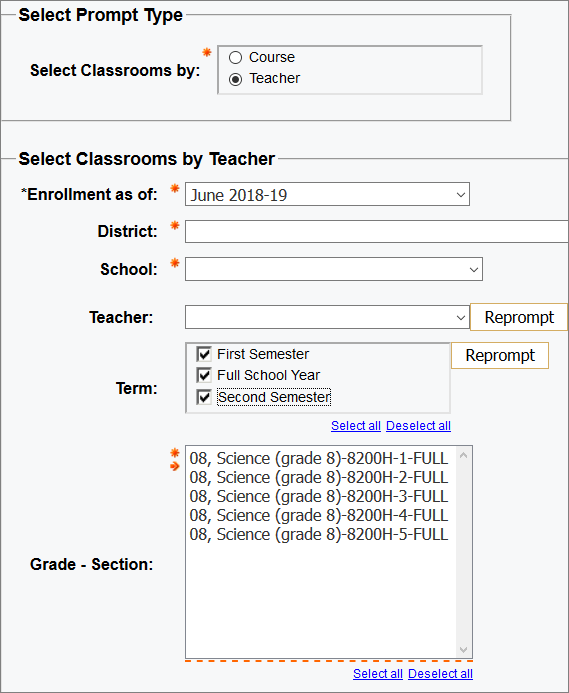 Select Prompt Type
Select Classrooms by:
Course
Teacher
Select Classrooms by Teacher
*Enrollment as of: June 2018-19
District:
School:
Teacher: Reprompt
First Semester Reprompt
Full School Year
Term:
Second Semester
Select all Deselect all
08, Science (grade 8)-8200H-1-FULL
08, Science (grade 8)-8200H-2-FULL
08, Science (grade 8)-8200H-3-FULL
08, Science (grade 8)-8200H-4-FULL
08, Science (grade 8)-8200H-5-FULL
Grade - Section:
Select all Deselect all